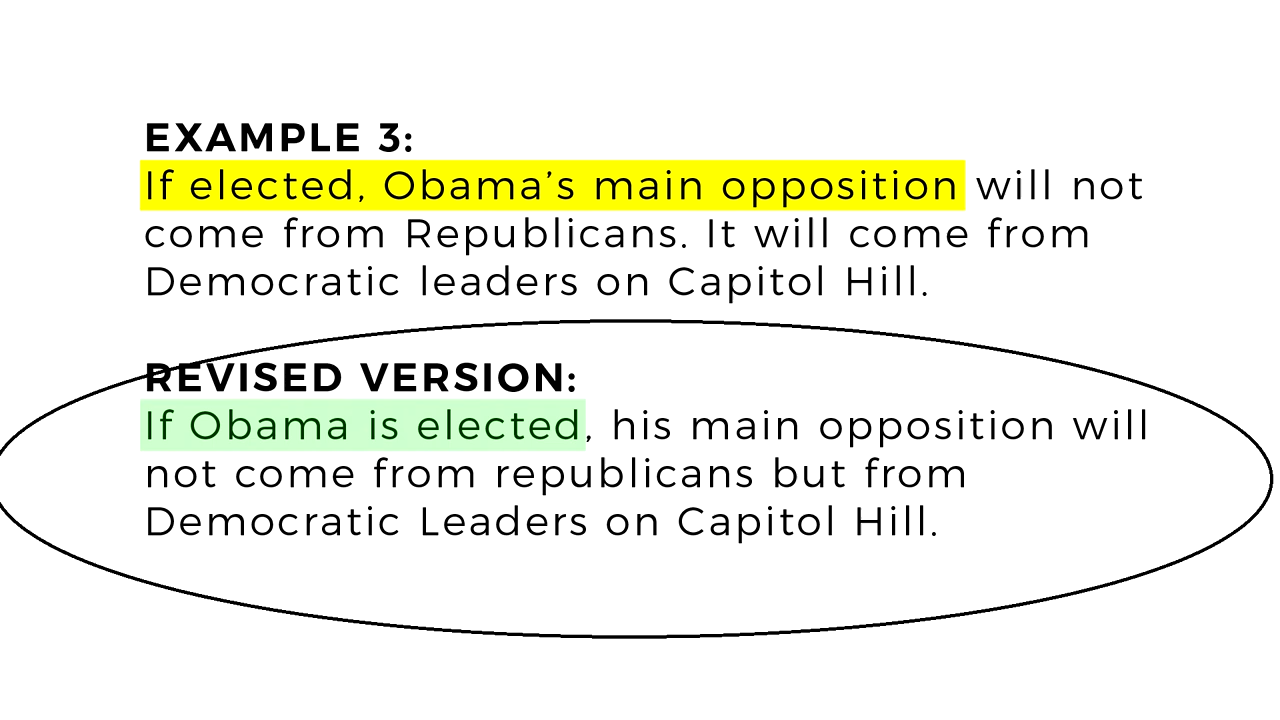 EXAMPLE 3:
If elected, Obama’s main opposition will not
come from Republicans. It will come from
Democratic leaders on Capitol Hill.
REVISED VERSION:
If Obama is elected, his main opposition will
not come from republicans but from
Democratic Leaders on Capitol Hill.